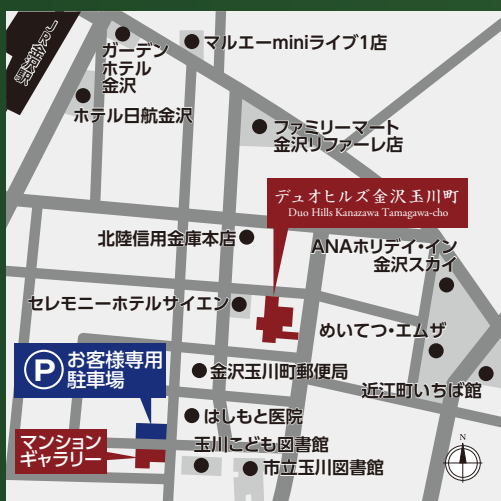 JR金沢駅
ガーデン
ホテル
金沢
マルエーminiライブ1店
ホテル日航金沢
ファミリーマート
金沢リファーレ店
デュオヒルズ金沢玉川町
Duo Hills Kanazawa Tamagawa-cho
北陸信用金庫本店
ANAホリデイ・イン
金沢スカイ
セレモニーホテルサイエン
めいてつ・エムザ
P お客様専用
駐車場
金沢玉川町郵便局
近江町いちば館
はしもと医院
マンション
ギャラリー
玉川こども図書館
市立玉川図書館
N